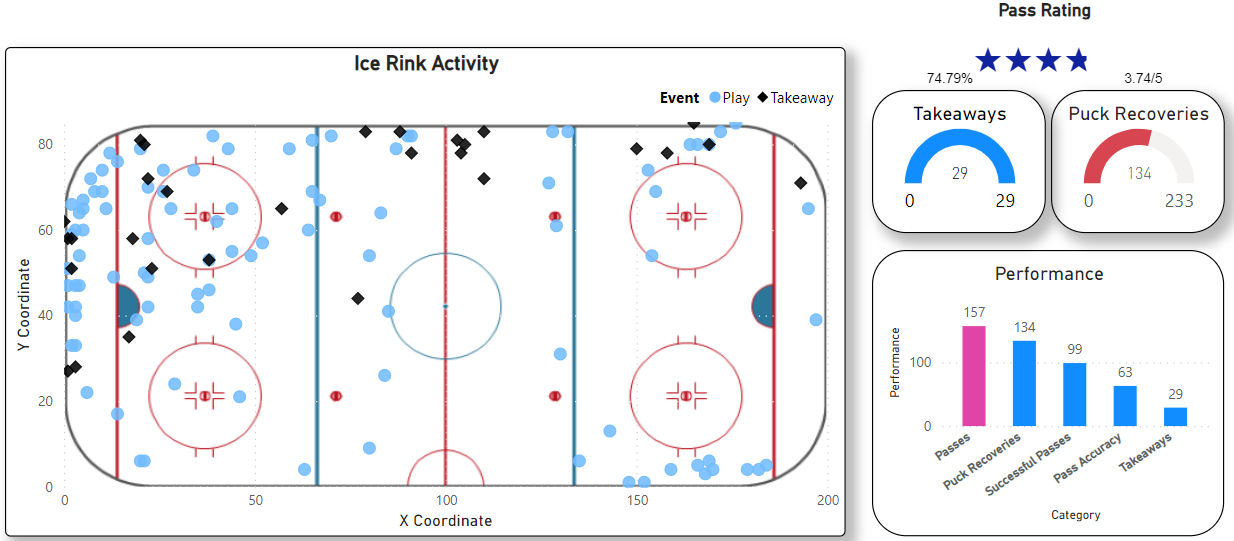 Pass Rating
74.79%
3.74/5
Ice Rink Activity
Event Play Takeaway
Y Coordinate
80
60
40
20
0
0 50 100 150 200
X Coordinate
Takeaways
29
0 29
Puck Recoveries
134
0 233
Performance
Performance
100
0
157
134
99
63
29
Passes
Puck Recoveries
Successful Passes
Pass Accuracy
Takeaways
Category